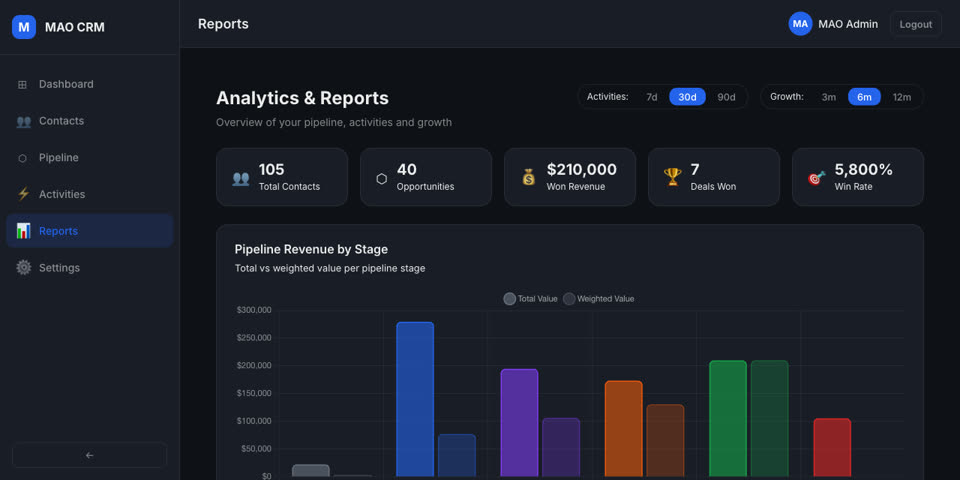 M MAO CRM
Reports
MA MAO Admin
Logout
Dashboard
Contacts
Pipeline
Activities
Reports
Settings
←
Analytics & Reports
Overview of your pipeline, activities and growth
Activities: 7d 30d 90d
Growth: 3m 6m 12m
105
Total Contacts
40
Opportunities
$210,000
Won Revenue
7
Deals Won
5,800%
Win Rate
Pipeline Revenue by Stage
Total vs weighted value per pipeline stage
Total Value Weighted Value
$300,000
$250,000
$200,000
$150,000
$100,000
$50,000
$0